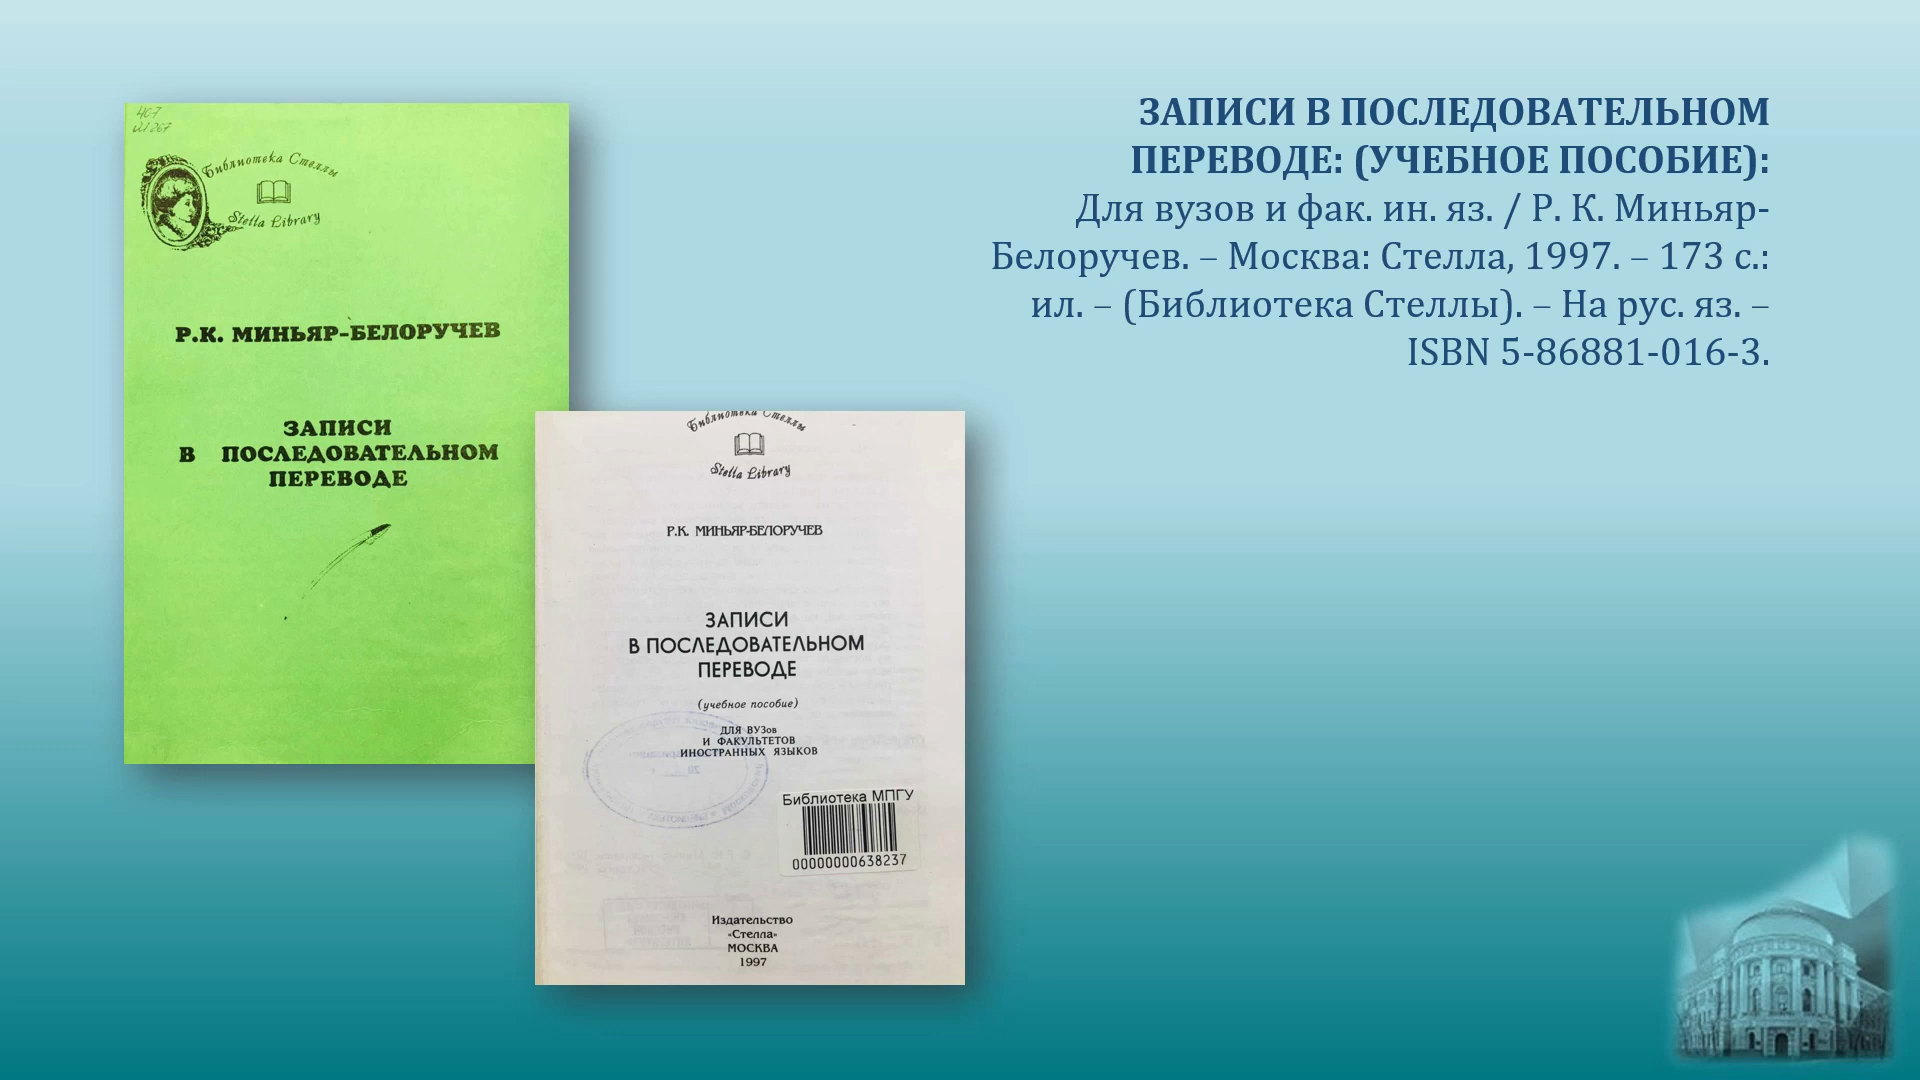 407
Библиотека Стеллы
Stella Library
Р.К. МИНЬЯР-БЕЛОРУЧЕВ
ЗАПИСИ
В ПОСЛЕДОВАТЕЛЬНОМ
ПЕРЕВОДЕ
Библиотека Стеллы
Stella Library
Р.К. МИНЬЯР-БЕЛОРУЧЕВ
ЗАПИСИ
В ПОСЛЕДОВАТЕЛЬНОМ
ПЕРЕВОДЕ
(учебное пособие)
ДЛЯ ВУЗов
И ФАКУЛЬТЕТОВ
ИНОСТРАННЫХ ЯЗЫКОВ
Библиотека МПГУ
00000000638237
Издательство
«Стелла»
МОСКВА
1997
ЗАПИСИ В ПОСЛЕДОВАТЕЛЬНОМ
ПЕРЕВОДЕ: (УЧЕБНОЕ ПОСОБИЕ):
Для вузов и фак. ин. яз. / Р. К. Миньяр-
Белоручев. – Москва: Стелла, 1997. – 173 с.:
ил. – (Библиотека Стеллы). – На рус. яз. –
ISBN 5-86881-016-3.